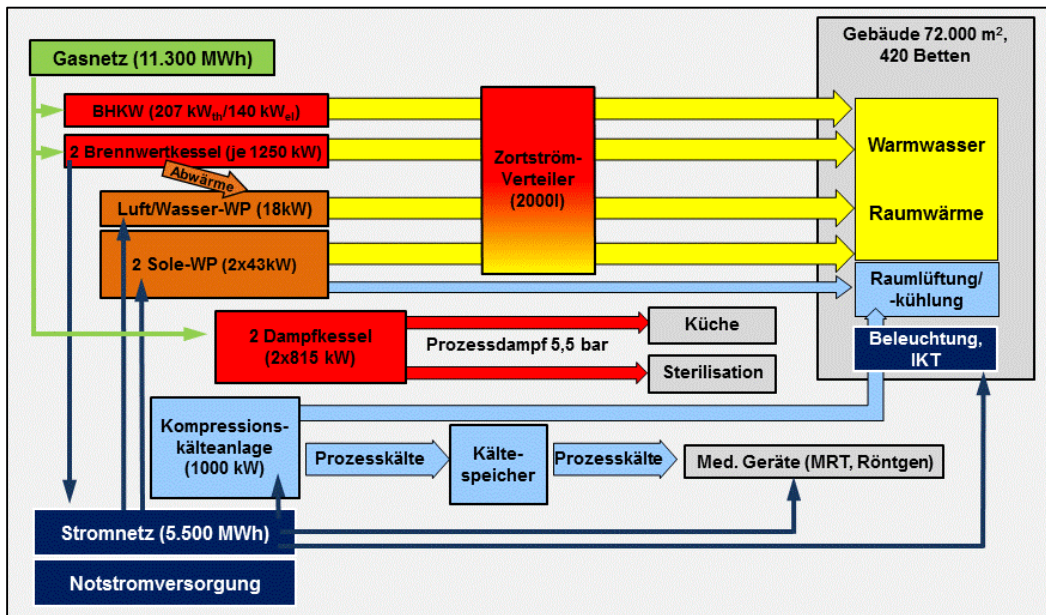 Gebäude 72.000 m²,
420 Betten
Gasnetz (11.300 MWh)
BHKW (207 kWth/140 kWel)
2 Brennwertkessel (je 1250 kW)
Abwärme
Luft/Wasser-WP (18kW)
2 Sole-WP (2x43kW)
Zortström-
Verteiler
(2000l)
Warmwasser
Raumwärme
Raumlüftung/
-kühlung
Beleuchtung,
IKT
2 Dampfkessel
(2x815 kW)
Prozessdampf 5,5 bar
Küche
Sterilisation
Kompressions-
kälteanlage
(1000 kW)
Prozesskälte
Kälte-
speicher
Prozesskälte
Med. Geräte (MRT, Röntgen)
Stromnetz (5.500 MWh)
Notstromversorgung